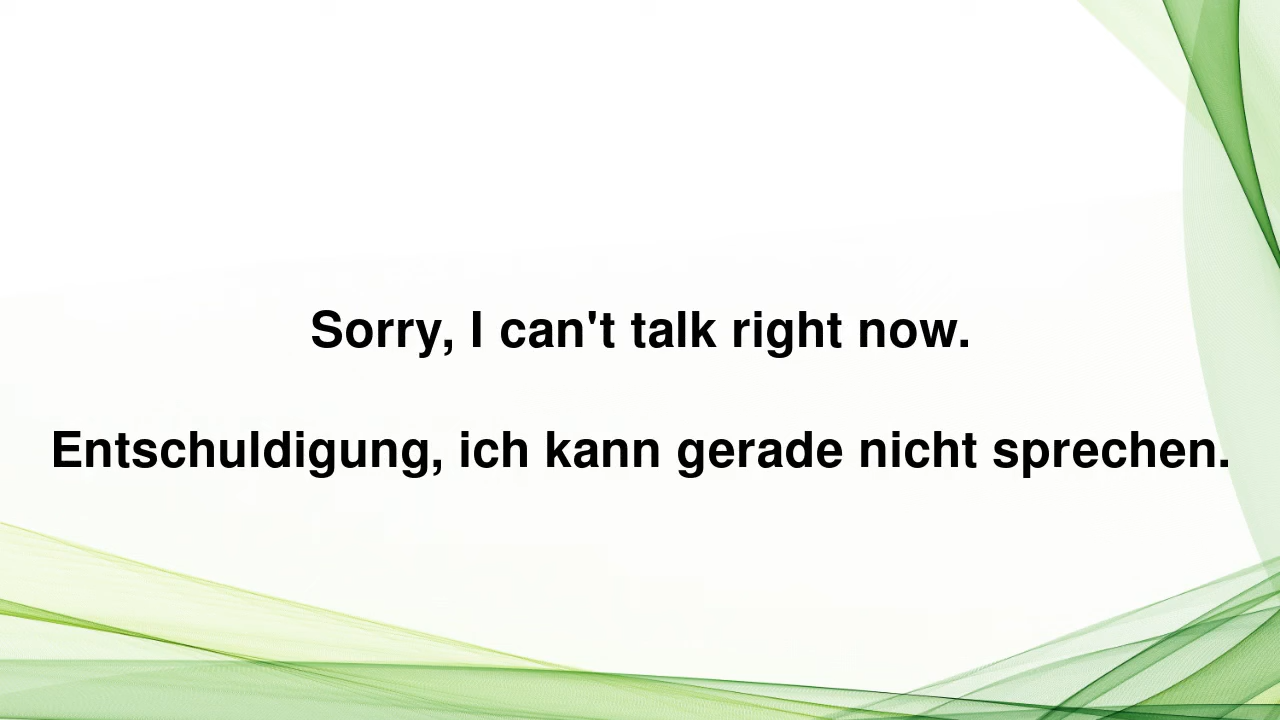 Sorry, I can't talk right now.
Entschuldigung, ich kann gerade nicht sprechen.